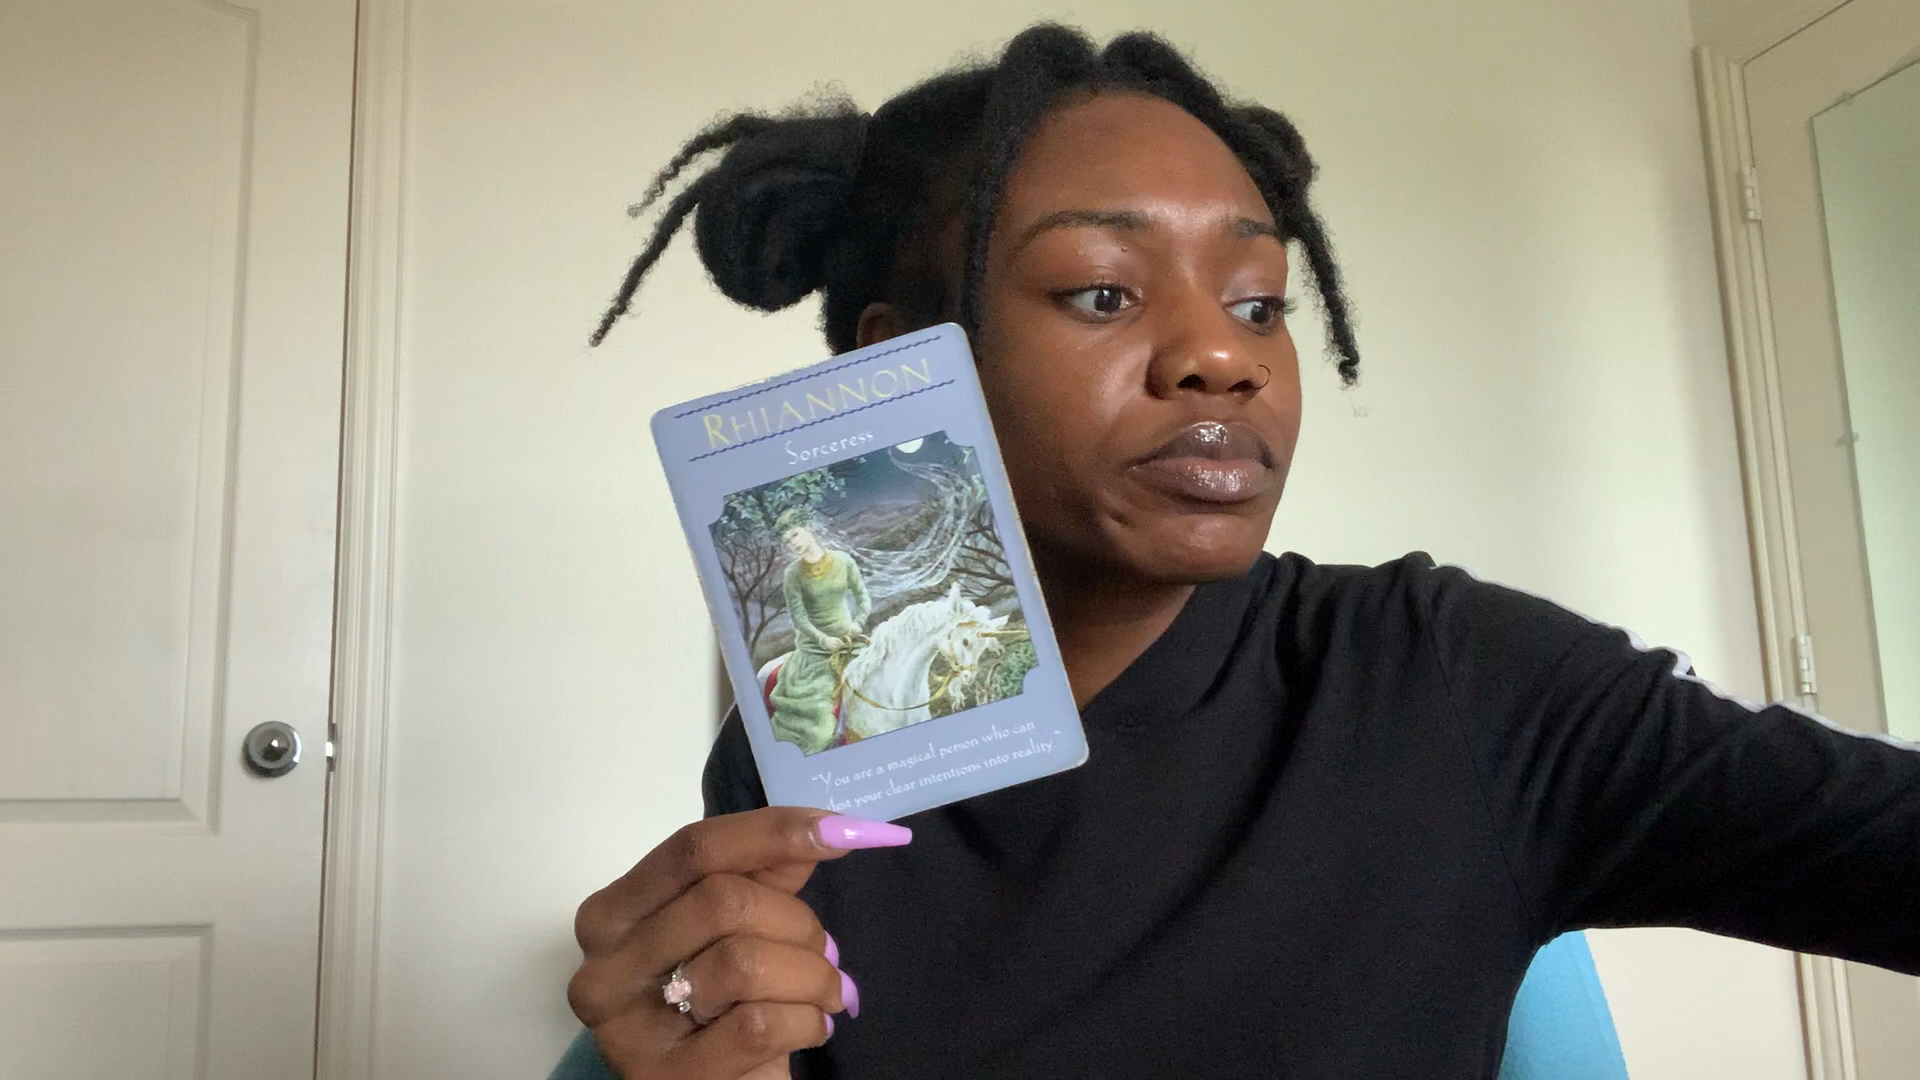 RHIANNON
Sorceress
"You are a magical person who can
your clear intentions into reality."